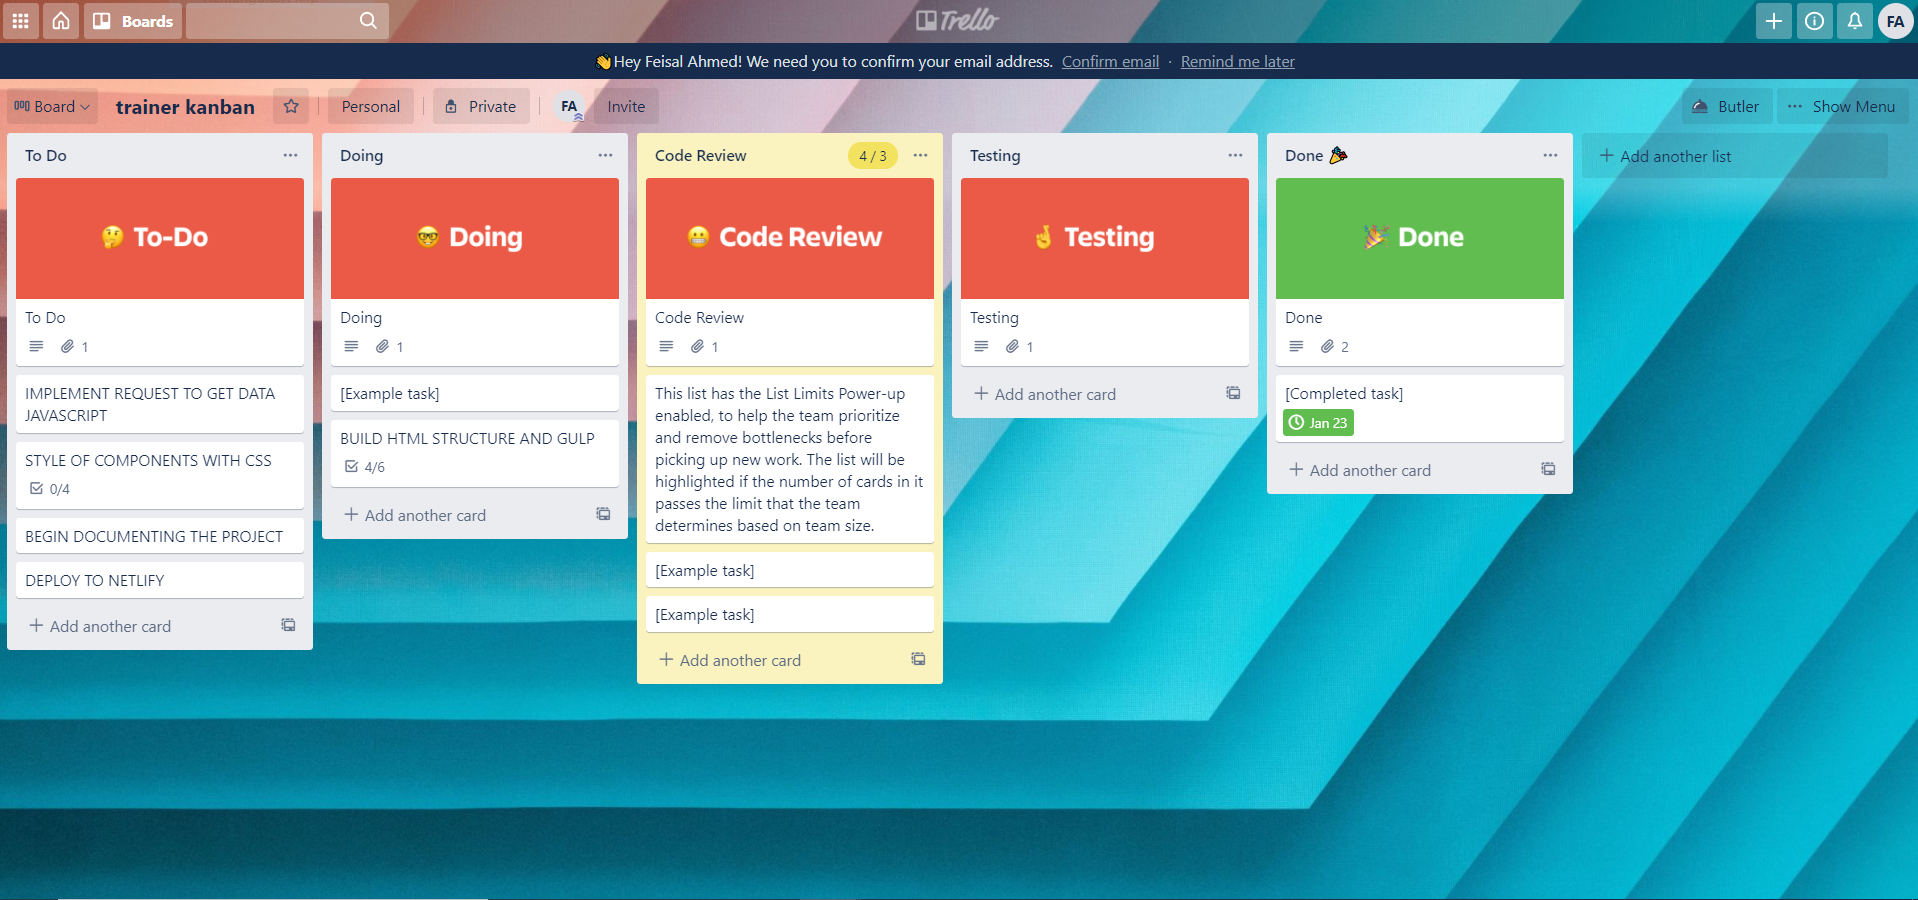 Boards
Trello
FA
👋Hey Feisal Ahmed! We need you to confirm your email address. Confirm email · Remind me later
Board
trainer kanban
Personal
Private
FA
Invite
Butler
··· Show Menu
To Do
🤔 To-Do
To Do
1
IMPLEMENT REQUEST TO GET DATA
JAVASCRIPT
STYLE OF COMPONENTS WITH CSS
0/4
BEGIN DOCUMENTING THE PROJECT
DEPLOY TO NETLIFY
+ Add another card
Doing
🤓 Doing
Doing
1
[Example task]
BUILD HTML STRUCTURE AND GULP
4/6
+ Add another card
Code Review
4 / 3
😬 Code Review
Code Review
1
This list has the List Limits Power-up
enabled, to help the team prioritize
and remove bottlenecks before
picking up new work. The list will be
highlighted if the number of cards in it
passes the limit that the team
determines based on team size.
[Example task]
[Example task]
+ Add another card
Testing
🤞 Testing
Testing
1
+ Add another card
Done 🎉
🎉 Done
Done
2
[Completed task]
Jan 23
+ Add another card
+ Add another list